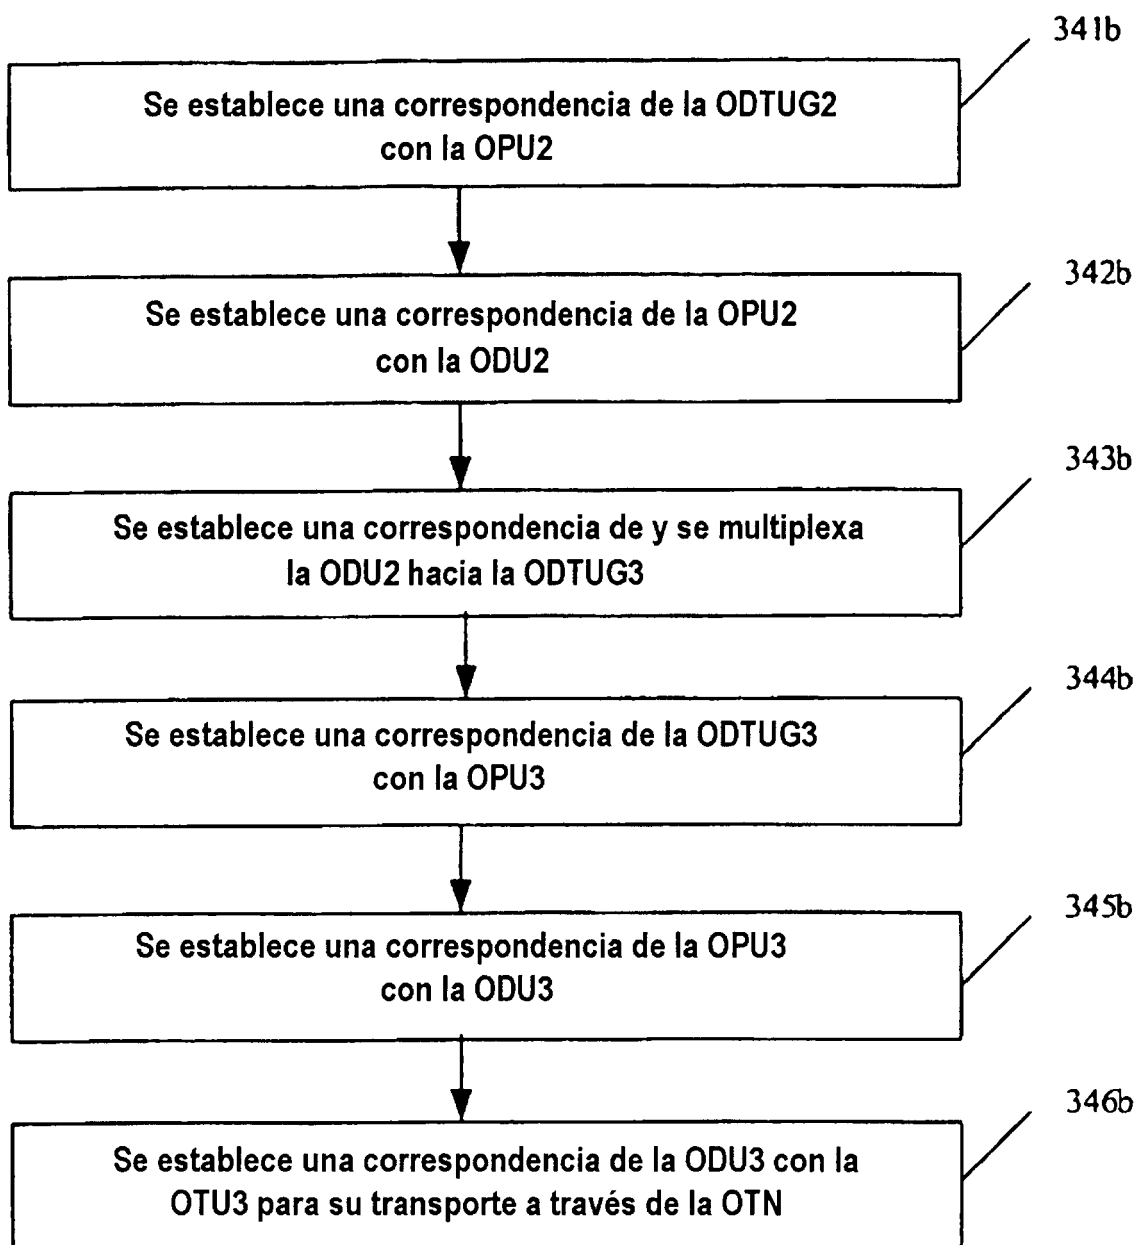 341b
Se establece una correspondencia de la ODTUG2
con la OPU2
342b
Se establece una correspondencia de la OPU2
con la ODU2
343b
Se establece una correspondencia de y se multiplexa
la ODU2 hacia la ODTUG3
344b
Se establece una correspondencia de la ODTUG3
con la OPU3
345b
Se establece una correspondencia de la OPU3
con la ODU3
346b
Se establece una correspondencia de la ODU3 con la
OTU3 para su transporte a través de la OTN